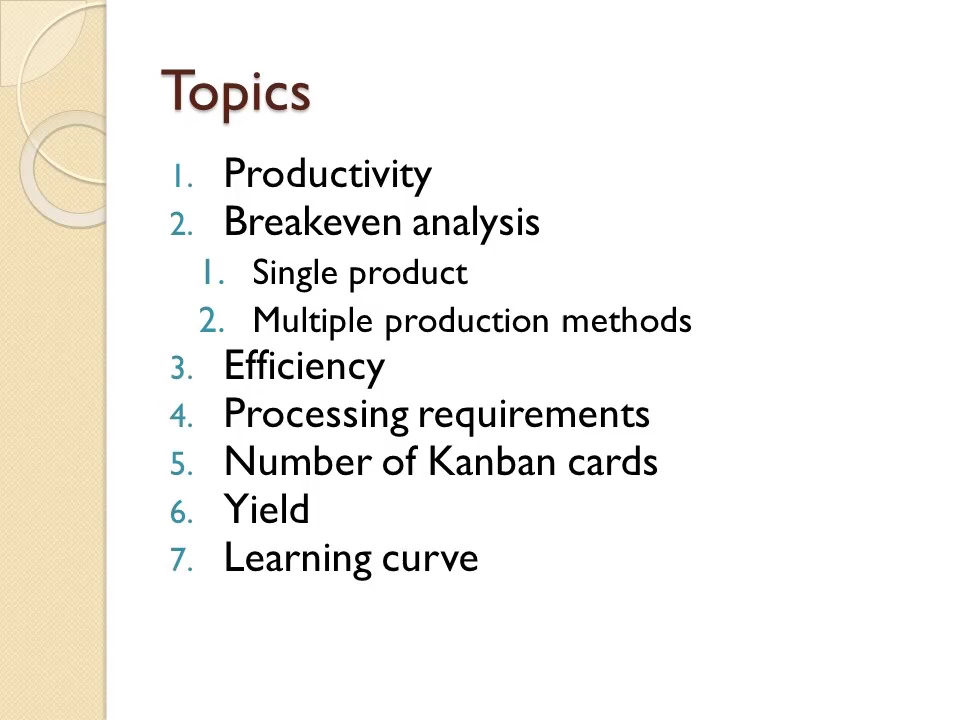 Topics
1. Productivity
2. Breakeven analysis
1. Single product
2. Multiple production methods
3. Efficiency
4. Processing requirements
5. Number of Kanban cards
6. Yield
7. Learning curve